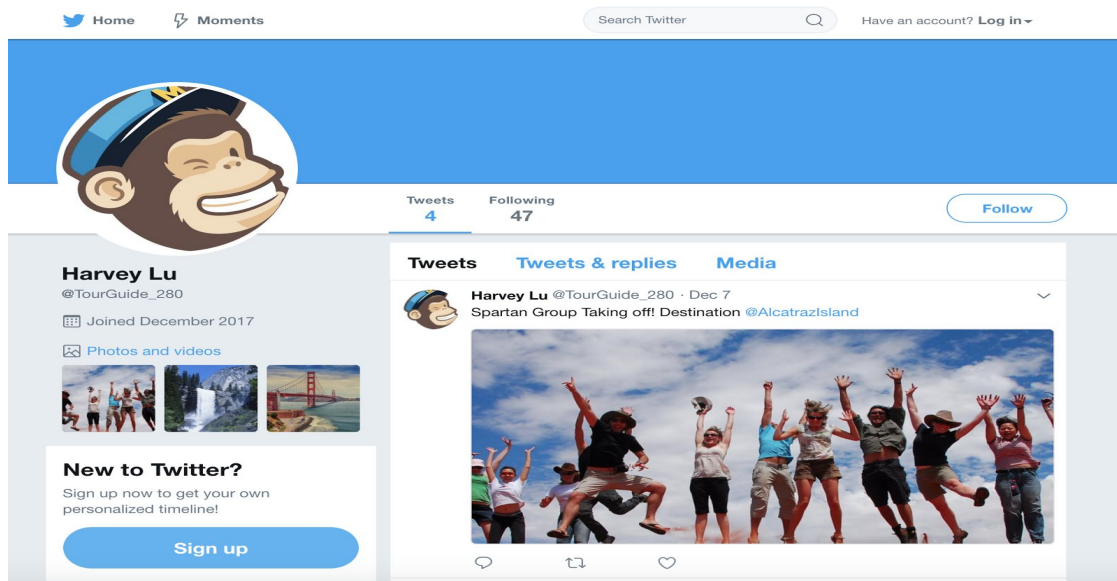 Home Moments Search Twitter Have an account? Log in
M
Tweets Following
4 47
Follow
Harvey Lu
@TourGuide_280
Joined December 2017
Photos and videos
New to Twitter?
Sign up now to get your own
personalized timeline!
Sign up
Tweets Tweets & replies Media
Harvey Lu @TourGuide_280 · Dec 7
Spartan Group Taking off! Destination @AlcatrazIsland